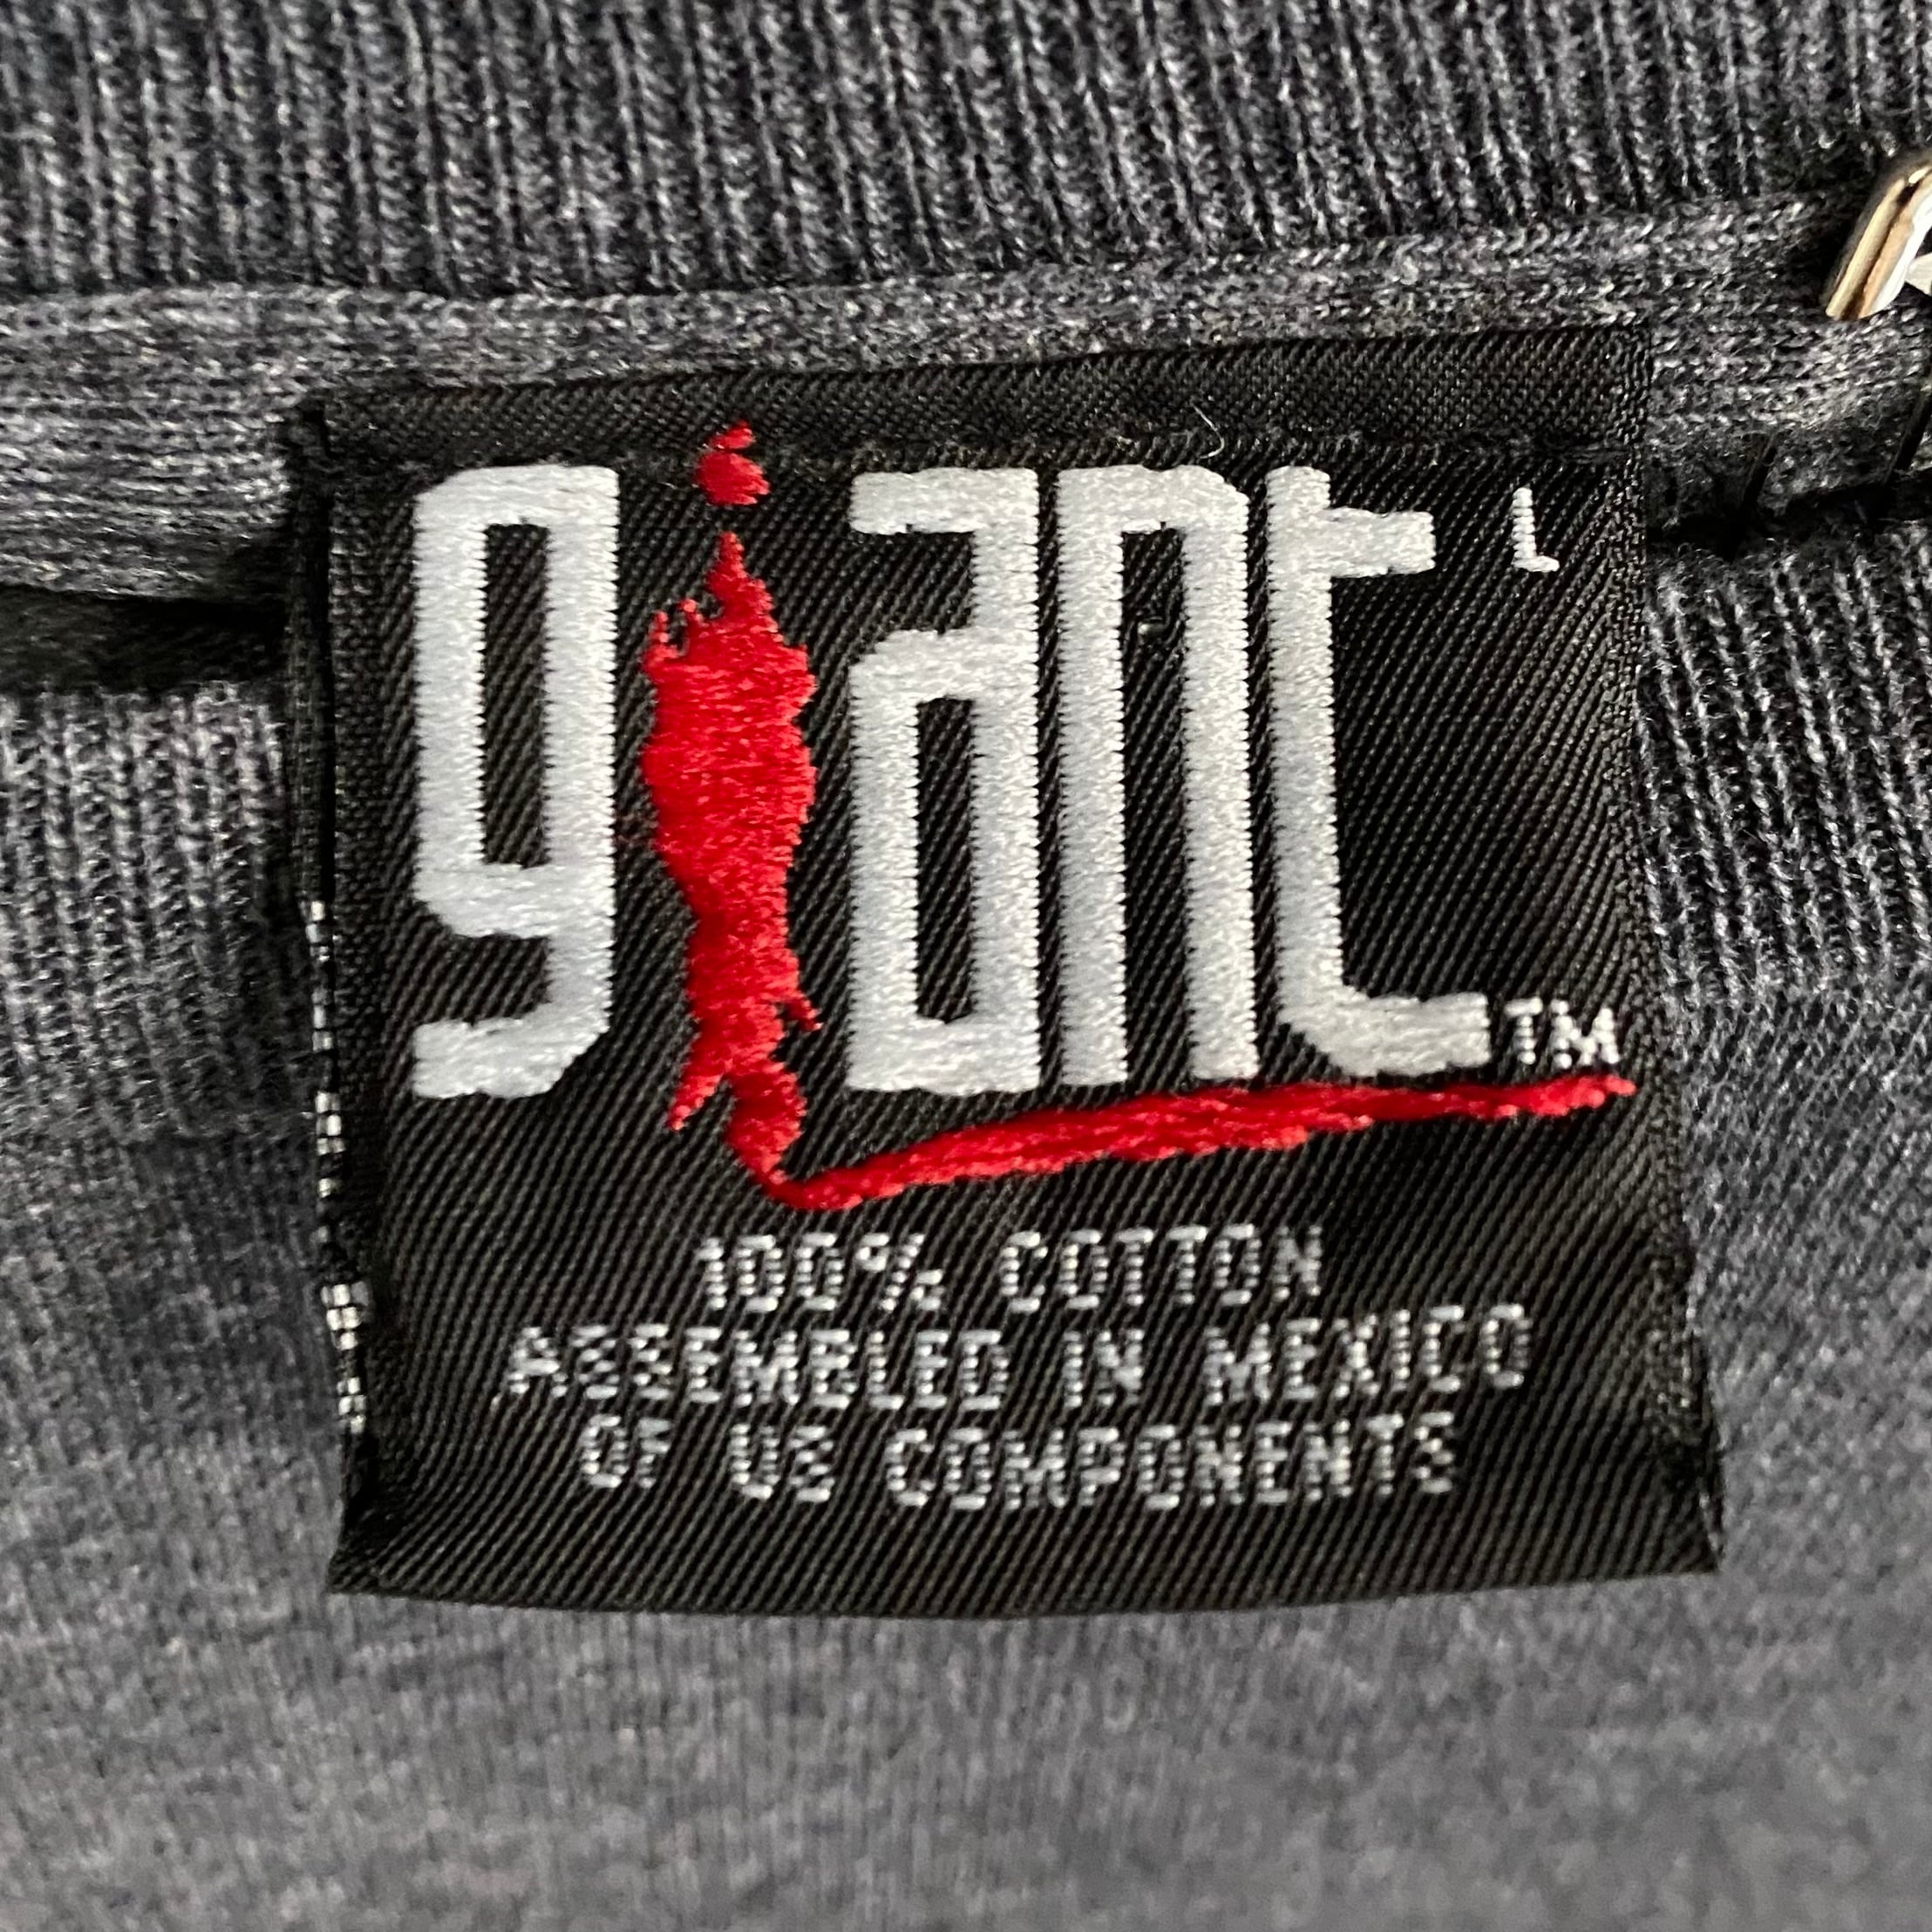 giant L
TM
100% COTTON
ASSEMBLED IN MEXICO
OF US COMPONENTS